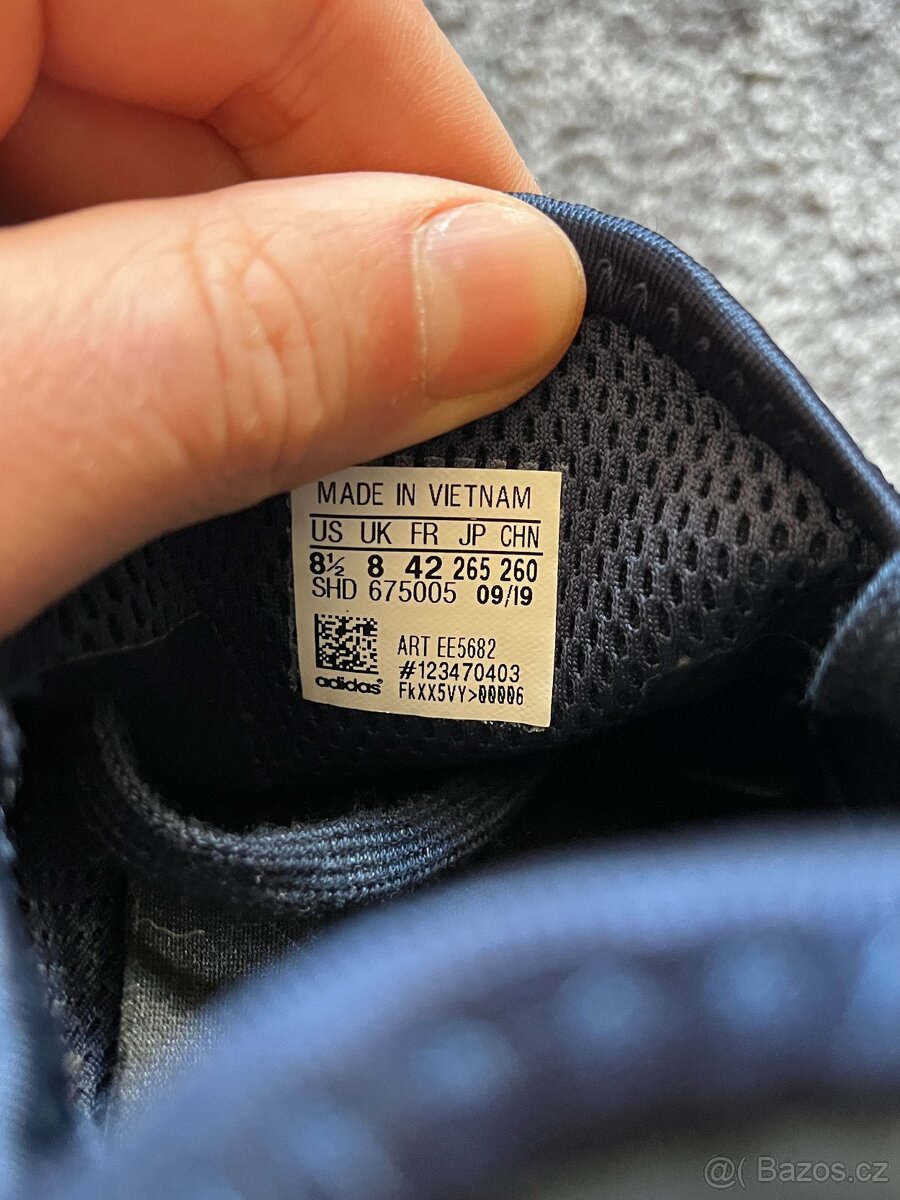 MADE IN VIETNAM
US UK FR JP CHN
8½ 8 42 265 260
SHD 675005 09/19
ART EE5682
#123470403
adidas
FkXX5VY>00006
@( Bazos.cz